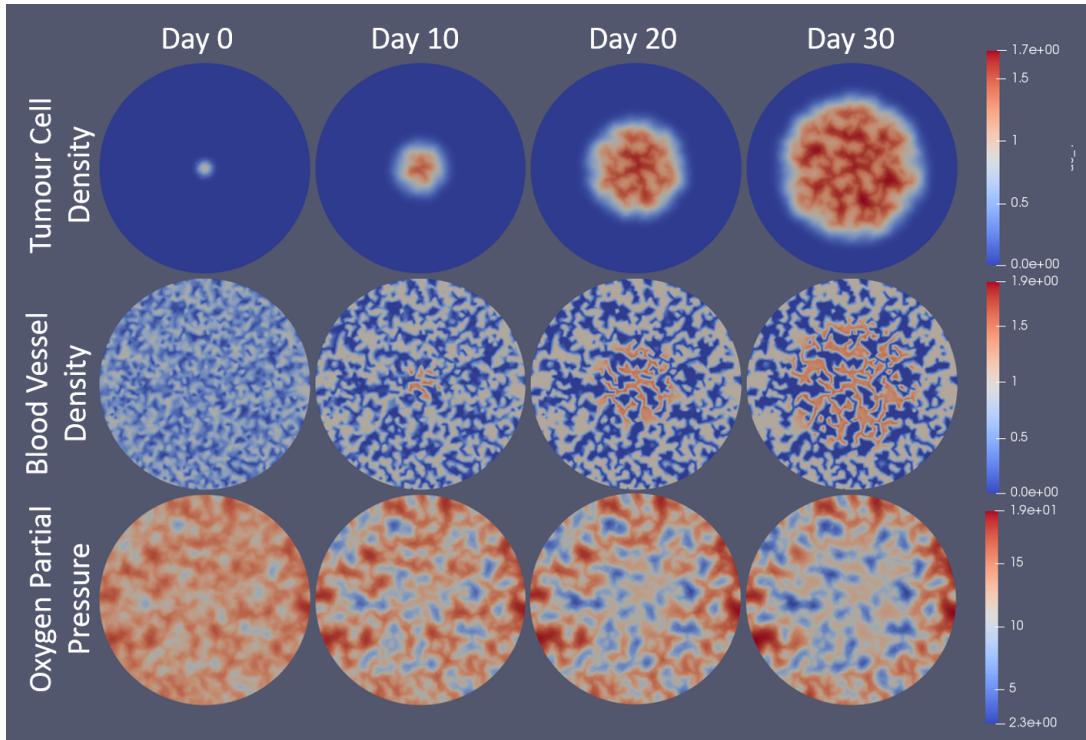 Day 0
Day 10
Day 20
Day 30
Tumour Cell
Density
1.7e+00
1.5
1
0.5
0.0e+00
Blood Vessel
Density
1.9e+00
1.5
1
0.5
0.0e+00
Oxygen Partial
Pressure
1.9e+01
15
10
5
2.3e+00